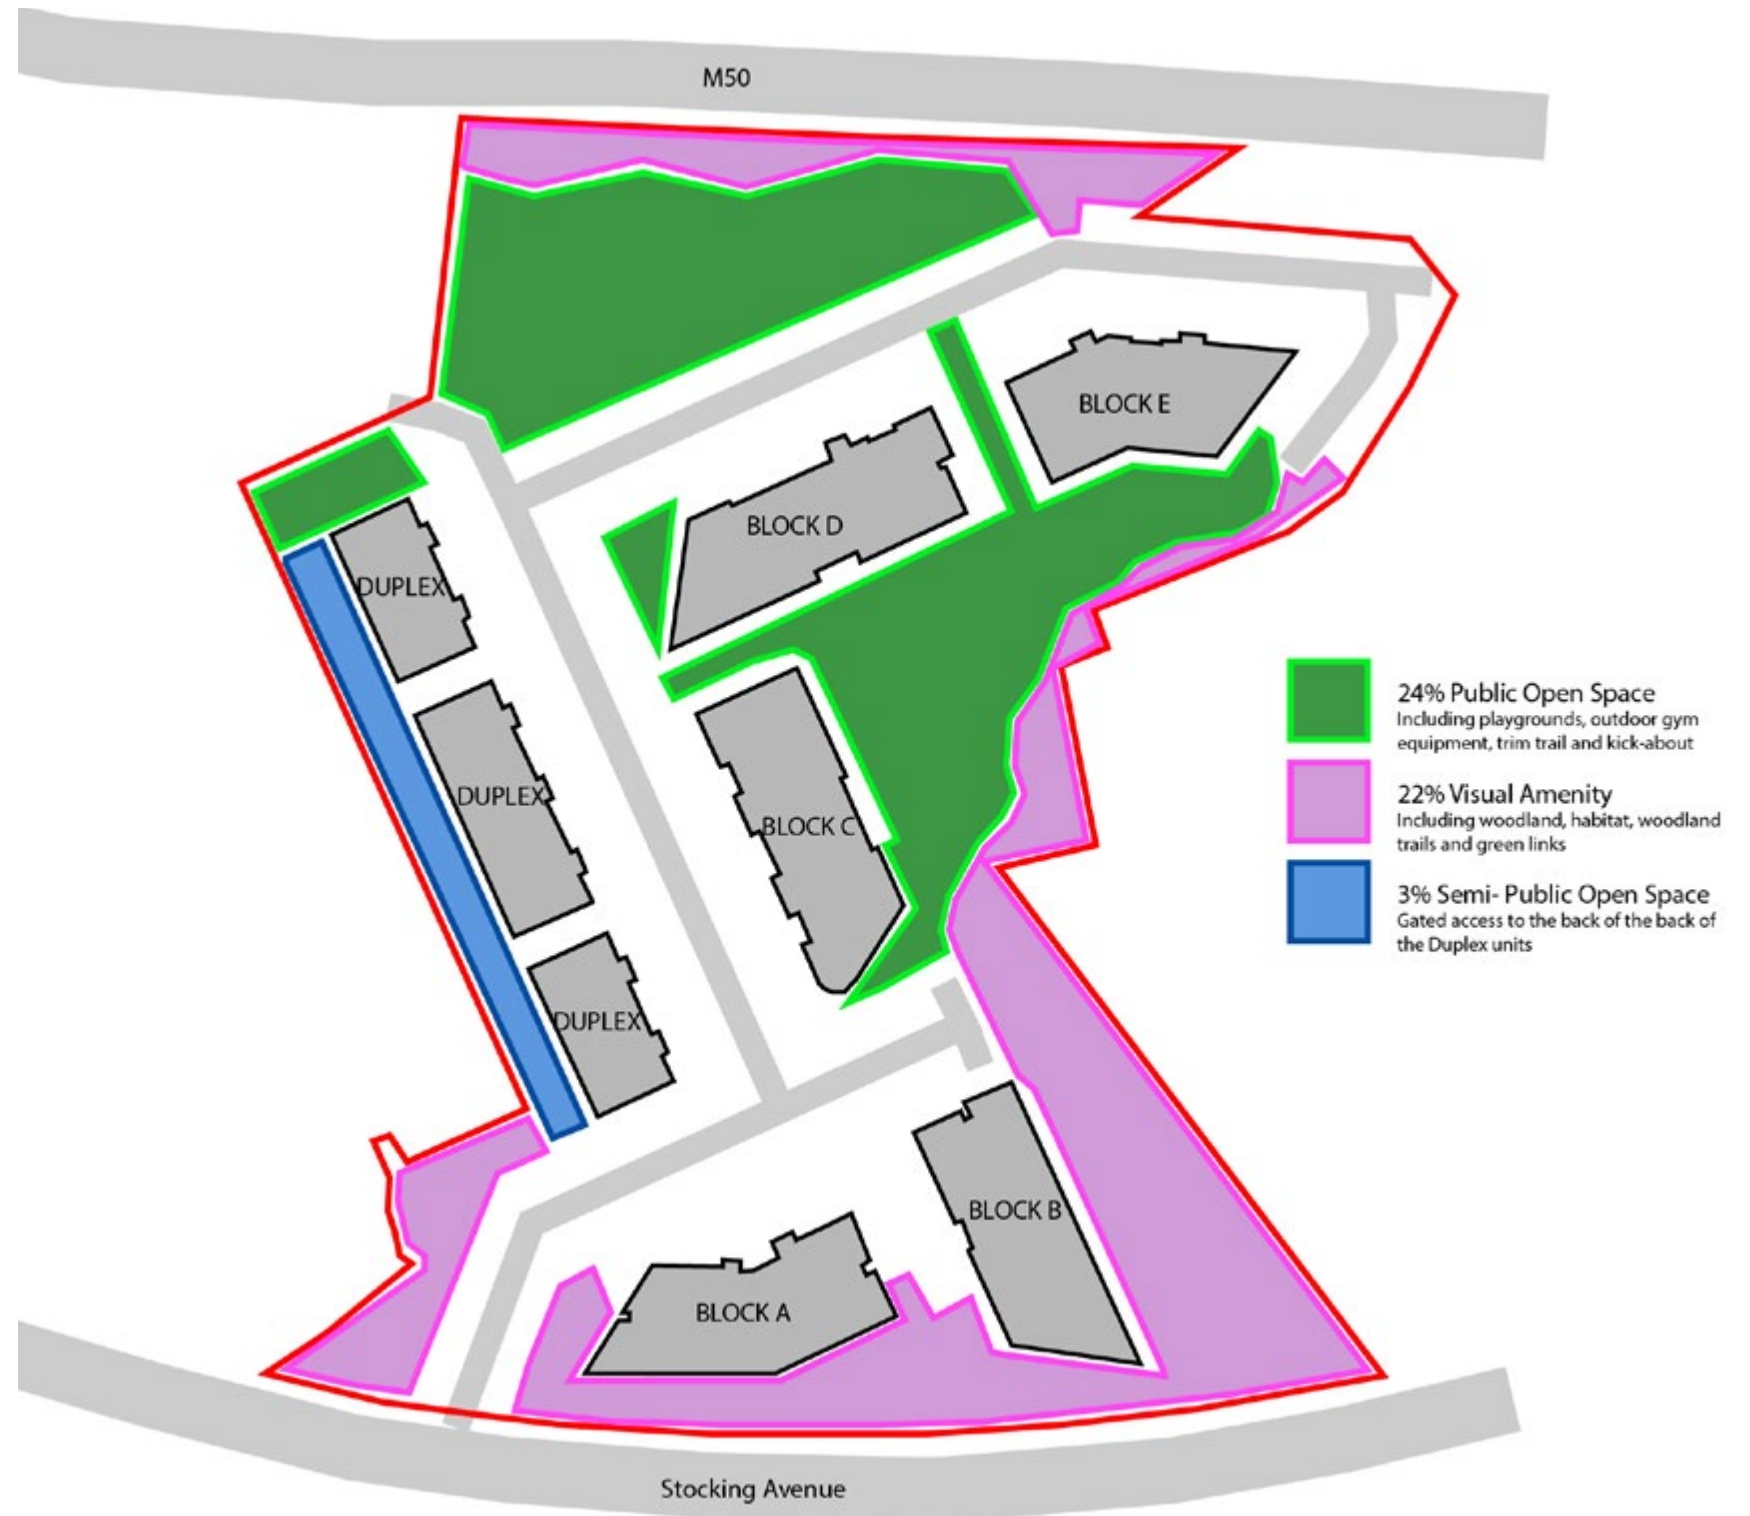 M50
BLOCK E
BLOCK D
DUPLEX
DUPLEX
BLOCK C
DUPLEX
BLOCK B
BLOCK A
24% Public Open Space
Including playgrounds, outdoor gym
equipment, trim trail and kick-about
22% Visual Amenity
Including woodland, habitat, woodland
trails and green links
3% Semi- Public Open Space
Gated access to the back of the back of
the Duplex units
Stocking Avenue